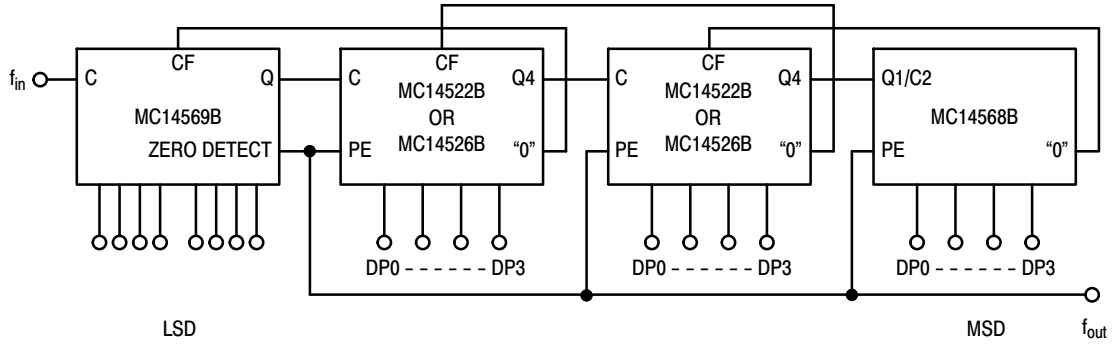 f_in
C
CF
Q
MC14569B
ZERO DETECT
C
CF
Q4
MC14522B
OR
MC14526B
PE
“0”
DP0 - - - - - - DP3
C
CF
Q4
MC14522B
OR
MC14526B
PE
“0”
DP0 - - - - - - DP3
Q1/C2
MC14568B
PE
“0”
DP0 - - - - - - DP3
LSD
MSD
f_out